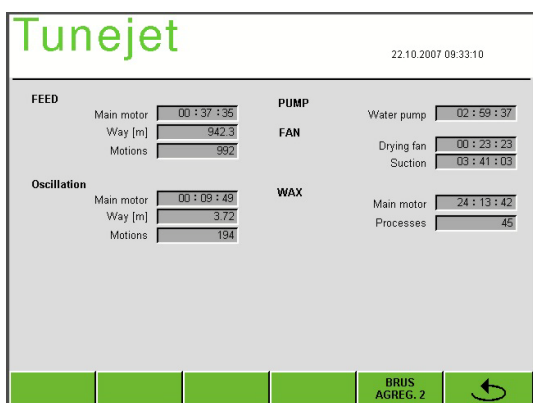 Tunejet
22.10.2007 09:33:10
FEED
Main motor 00 : 37 : 35
Way [m] 942.3
Motions 992
Oscillation
Main motor 00 : 09 : 49
Way [m] 3.72
Motions 194
PUMP
Water pump 02 : 59 : 37
FAN
Drying fan 00 : 23 : 23
Suction 03 : 41 : 03
WAX
Main motor 24 : 13 : 42
Processes 45
BRUS
AGREG. 2